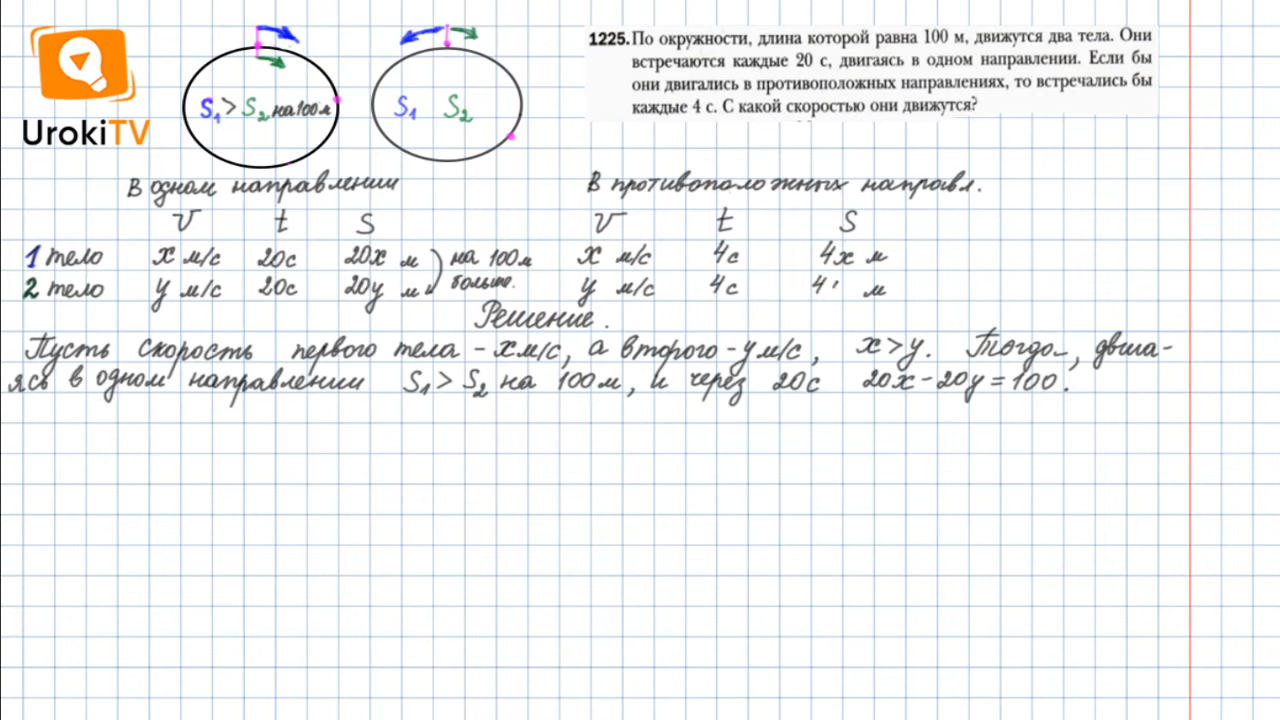 UrokiTV
S₁ > S₂ на 100 м
S₁ S₂
1225. По окружности, длина которой равна 100 м, движутся два тела. Они
встречаются каждые 20 с, двигаясь в одном направлении. Если бы
они двигались в противоположных направлениях, то встречались бы
каждые 4 с. С какой скоростью они движутся?
В одном направлении
V t S
1 тело x м/с 20с 20x м
2 тело y м/с 20с 20y м
на 100м
больше.
В противоположных направл.
V t S
x м/с 4с 4x м
y м/с 4с 4 м
Решение.
Пусть скорость первого тела - x м/с, а второго - y м/с, x > y. Тогда, двига-
ясь в одном направлении S₁ > S₂ на 100 м, и через 20с 20x - 20y = 100.